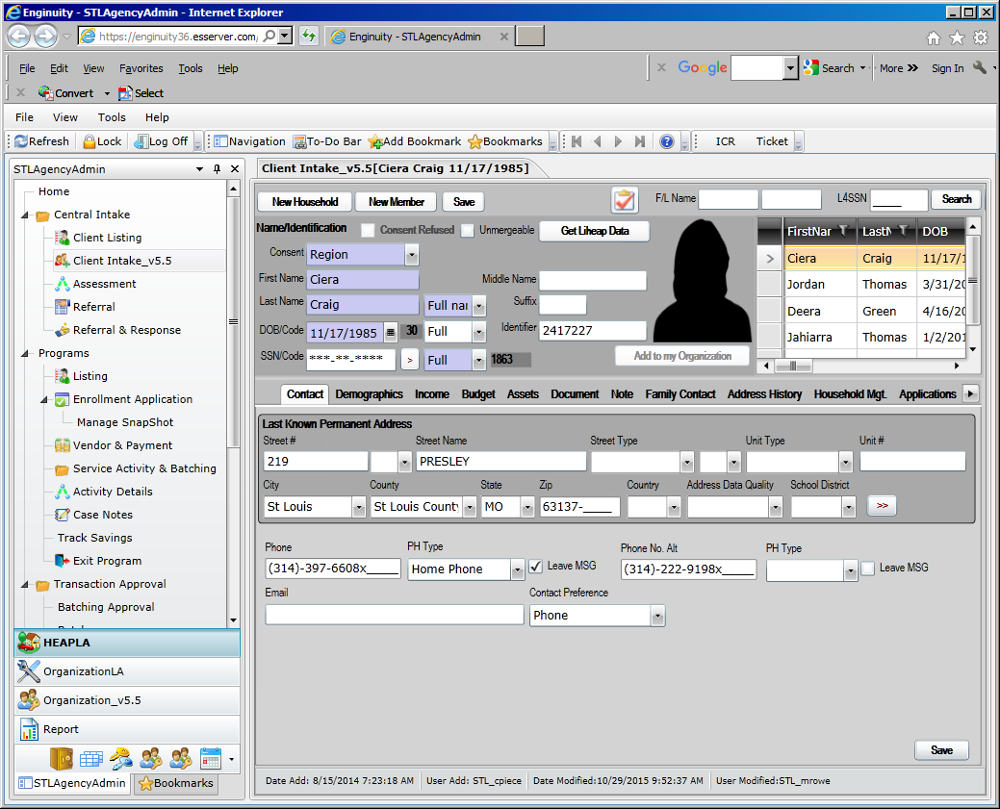 Enginuity - STLAgencyAdmin - Internet Explorer
https://enginuity36.esserver.com/
Enginuity - STLAgencyAdmin
File Edit View Favorites Tools Help
Google Search More » Sign In
Convert Select
File View Tools Help
Refresh Lock Log Off Navigation To-Do Bar Add Bookmark Bookmarks ICR Ticket
STLAgencyAdmin
Home
Central Intake
Client Listing
Client Intake_v5.5
Assessment
Referral
Referral & Response
Programs
Listing
Enrollment Application
Manage SnapShot
Vendor & Payment
Service Activity & Batching
Activity Details
Case Notes
Track Savings
Exit Program
Transaction Approval
Batching Approval
HEAPLA
OrganizationLA
Organization_v5.5
Report
STLAgencyAdmin Bookmarks
Client Intake_v5.5[Ciera Craig 11/17/1985]
New Household New Member Save F/L Name L4SSN _____ Search
Name/Identification Consent Refused Unmergeable Get Liheap Data
Consent Region
First Name Ciera Middle Name
Last Name Craig Full nar Suffix
DOB/Code 11/17/1985 30 Full Identifier 2417227
SSN/Code ***-**-**** > Full 1863 Add to my Organization
FirstNar LastN DOB
> Ciera Craig 11/17/1
Jordan Thomas 3/31/20
Deera Green 4/16/20
Jahiarra Thomas 1/2/201
Contact Demographics Income Budget Assets Document Note Family Contact Address History Household Mgt. Applications
Last Known Permanent Address
Street # Street Name Street Type Unit Type Unit #
219 PRESLEY
City County State Zip Country Address Data Quality School District
St Louis St Louis County MO 63137-_____ >>
Phone PH Type Phone No. Alt PH Type
(314)-397-6608x_____ Home Phone Leave MSG (314)-222-9198x_____ Leave MSG
Email Contact Preference
Phone
Save
Date Add: 8/15/2014 7:23:18 AM User Add: STL_cpiece Date Modified:10/29/2015 9:52:37 AM User Modified:STL_mrowe